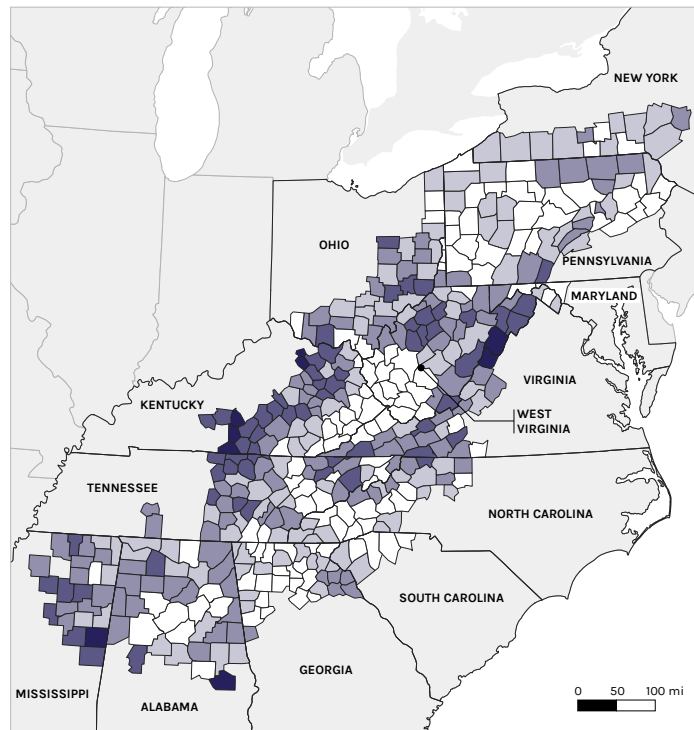 NEW YORK
OHIO
PENNSYLVANIA
MARYLAND
VIRGINIA
KENTUCKY
WEST
VIRGINIA
TENNESSEE
NORTH CAROLINA
SOUTH CAROLINA
GEORGIA
MISSISSIPPI
ALABAMA
0 50 100 mi